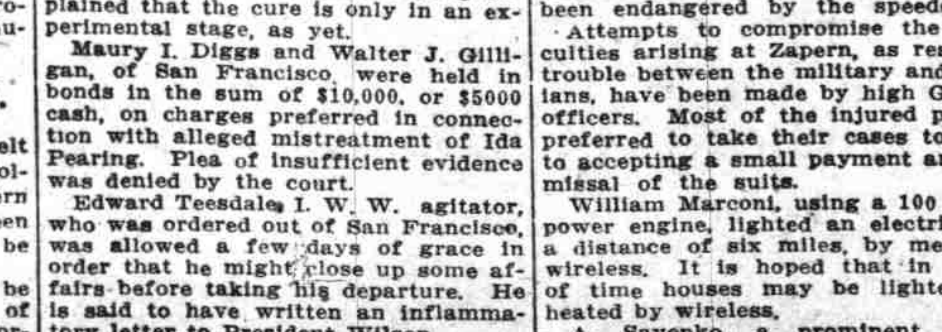 plained that the cure is only in an ex-
perimental stage, as yet.
Maury I. Diggs and Walter J. Gilli-
gan, of San Francisco, were held in
bonds in the sum of $10,000, or $5000
cash, on charges preferred in connec-
tion with alleged mistreatment of Ida
Pearing. Plea of insufficient evidence
was denied by the court.
Edward Teesdale, I. W. W. agitator,
who was ordered out of San Francisco,
was allowed a few days of grace in
order that he might close up some af-
fairs before taking his departure. He
is said to have written an inflamma-
tory letter to President Wilson
been endangered by the speed
Attempts to compromise the
culties arising at Zapern, as
trouble between the military and
ians, have been made by high G
officers. Most of the injured p
preferred to take their cases to
to accepting a small payment
missal of the suits.
William Marconi, using a 100
power engine, lighted an electri
a distance of six miles, by me
wireless. It is hoped that in
of time houses may be light
heated by wireless.
prominent